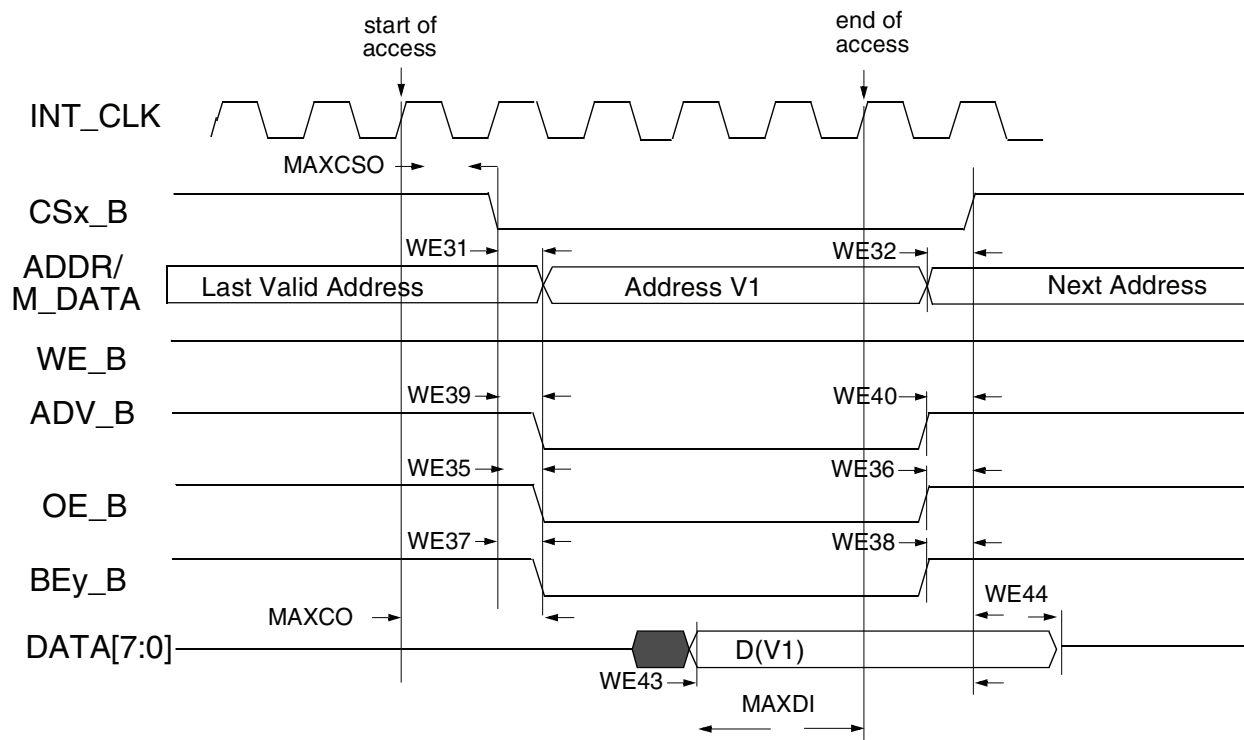 start of
access
end of
access
INT_CLK
MAXCSO
CSx_B
WE31
WE32
ADDR/
M_DATA
Last Valid Address
Address V1
Next Address
WE_B
WE39
WE40
ADV_B
WE35
WE36
OE_B
WE37
WE38
BEy_B
WE44
MAXCO
DATA[7:0]
D(V1)
WE43
MAXDI